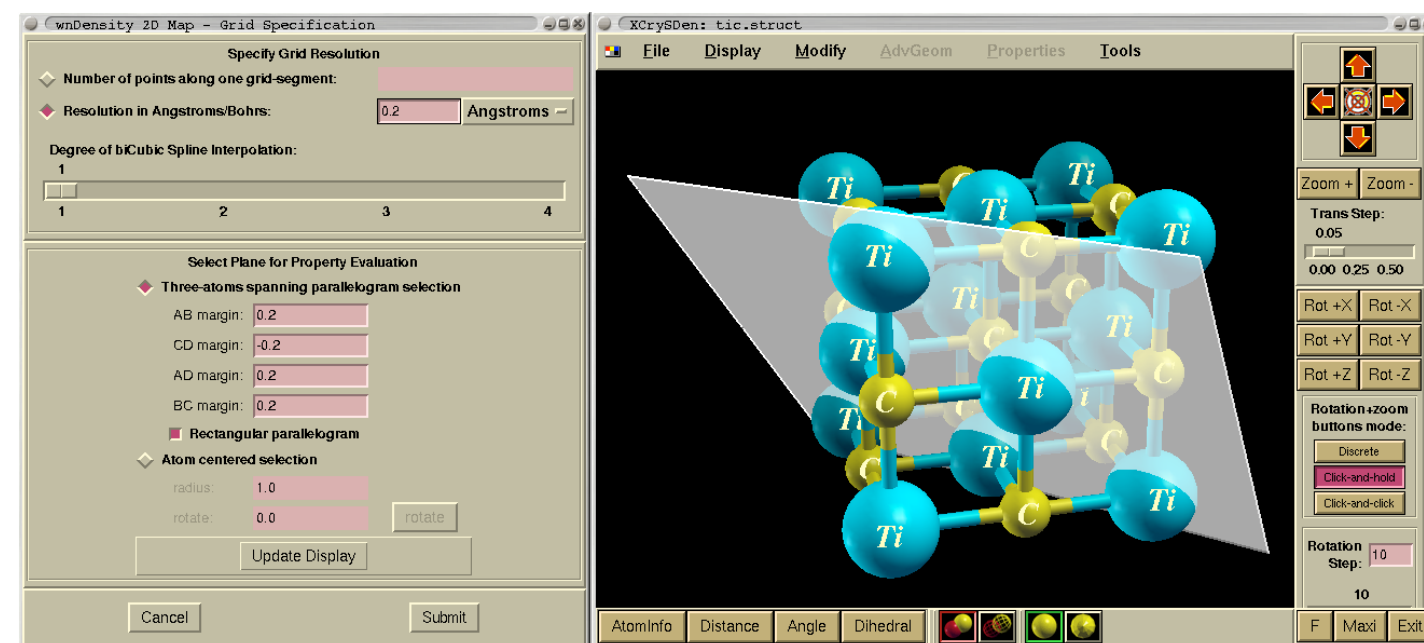 wnDensity 2D Map - Grid Specification
Specify Grid Resolution
Number of points along one grid-segment:
Resolution in Angstroms/Bohrs: 0.2 Angstroms
Degree of biCubic Spline Interpolation:
1
1 2 3 4
Select Plane for Property Evaluation
Three-atoms spanning parallelogram selection
AB margin: 0.2
CD margin: -0.2
AD margin: 0.2
BC margin: 0.2
Rectangular parallelogram
Atom centered selection
radius: 1.0
rotate: 0.0 rotate
Update Display
Cancel Submit
XCrySDen: tic.struct
File Display Modify AdvGeom Properties Tools
Ti C Ti
Ti C Ti
Ti C
Ti C
Ti C Ti
Ti C Ti C
C Ti
Ti C
C Ti Ti
Ti C
AtomInfo Distance Angle Dihedral
Zoom + Zoom -
Trans Step:
0.05
0.00 0.25 0.50
Rot +X Rot -X
Rot +Y Rot -Y
Rot +Z Rot -Z
Rotation+zoom
buttons mode:
Discrete
Click-and-hold
Click-and-click
Rotation
Step: 10
10
F Maxi Exit